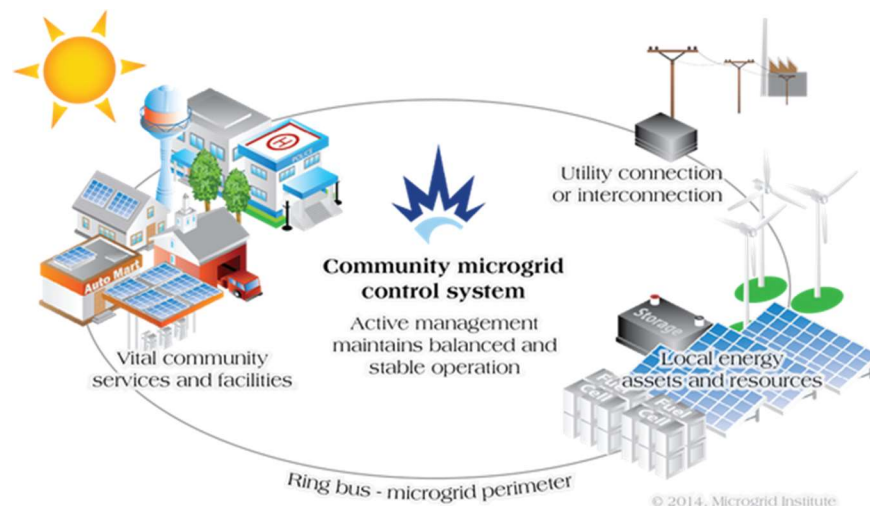 POLICE
H
Utility connection
or interconnection
Auto Mart
Community microgrid
control system
Active management
maintains balanced and
stable operation
Vital community
services and facilities
Storage
Local energy
assets and resources
Fuel
Cell
Fuel
Cell
Ring bus - microgrid perimeter
© 2014, Microgrid Institute